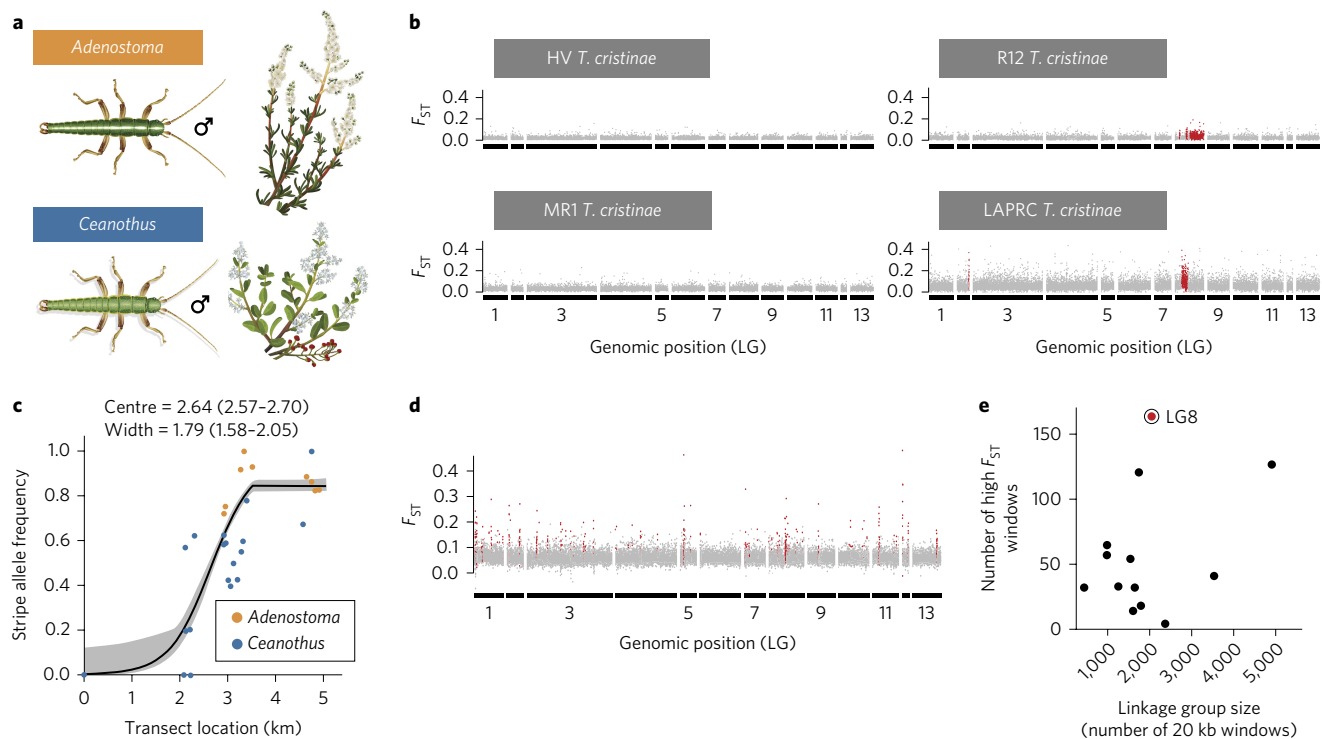 a
Adenostoma
♂
Ceanothus
♂
b
HV T. cristinae
R12 T. cristinae
F_ST
0.4
0.2
0.0
0.4
0.2
0.0
MR1 T. cristinae
LAPRC T. cristinae
F_ST
0.4
0.2
0.0
0.4
0.2
0.0
1 3 5 7 9 11 13
1 3 5 7 9 11 13
Genomic position (LG)
Genomic position (LG)
c
Centre = 2.64 (2.57–2.70)
Width = 1.79 (1.58–2.05)
Stripe allele frequency
1.0
0.8
0.6
0.4
0.2
0.0
Adenostoma
Ceanothus
0 1 2 3 4 5
Transect location (km)
d
F_ST
0.4
0.3
0.2
0.1
0.0
1 3 5 7 9 11 13
Genomic position (LG)
e
LG8
Number of high F_ST
windows
150
100
50
0
1,000 2,000 3,000 4,000 5,000
Linkage group size
(number of 20 kb windows)